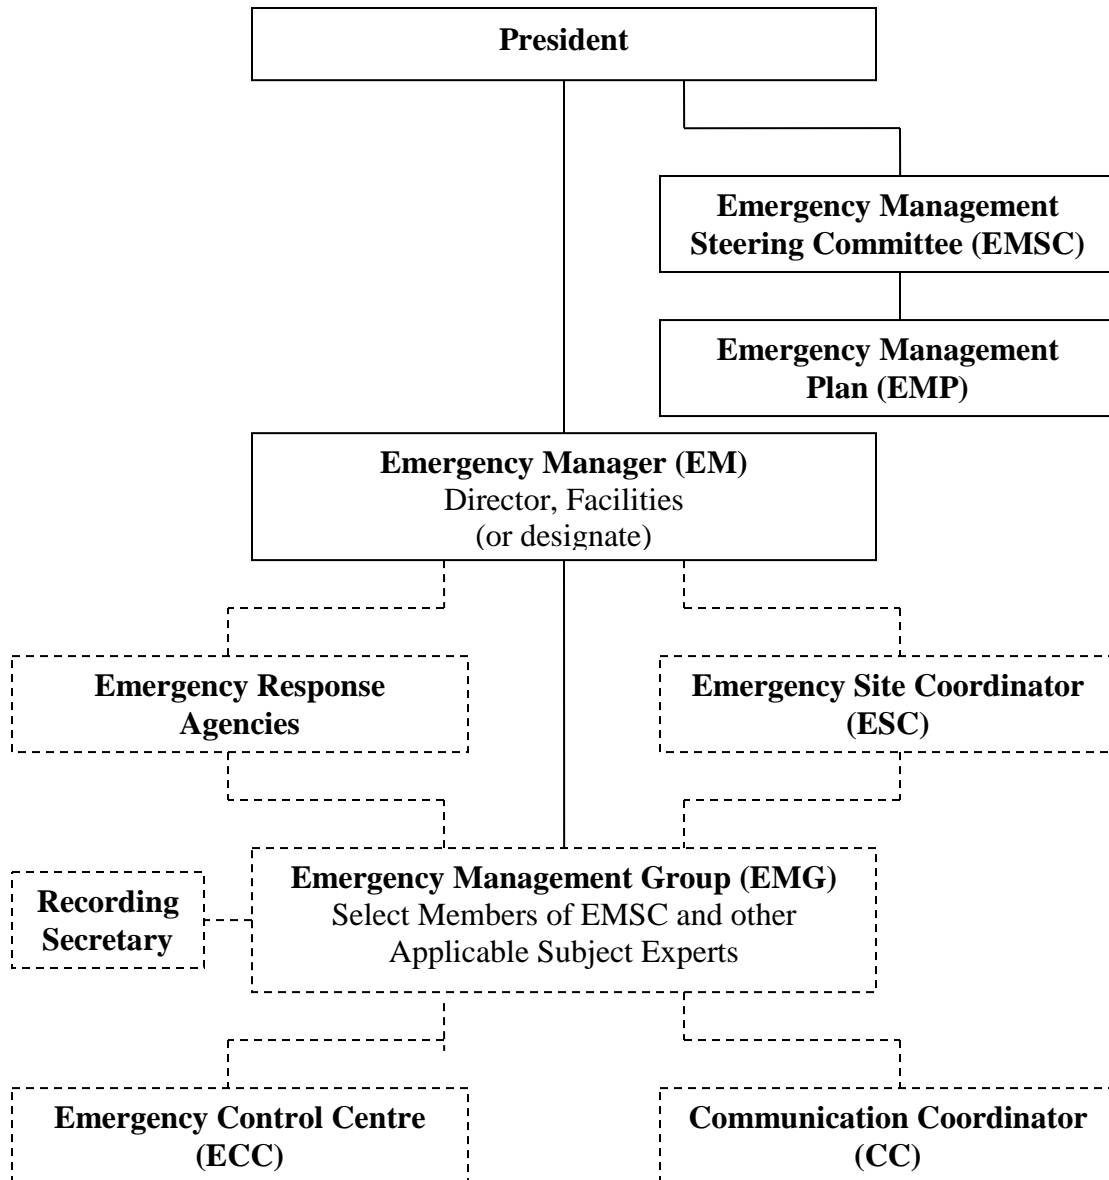 President
Emergency Management
Steering Committee (EMSC)
Emergency Management
Plan (EMP)
Emergency Manager (EM)
Director, Facilities
(or designate)
Emergency Response
Agencies
Emergency Site Coordinator
(ESC)
Emergency Management Group (EMG)
Select Members of EMSC and other
Applicable Subject Experts
Recording
Secretary
Emergency Control Centre
(ECC)
Communication Coordinator
(CC)